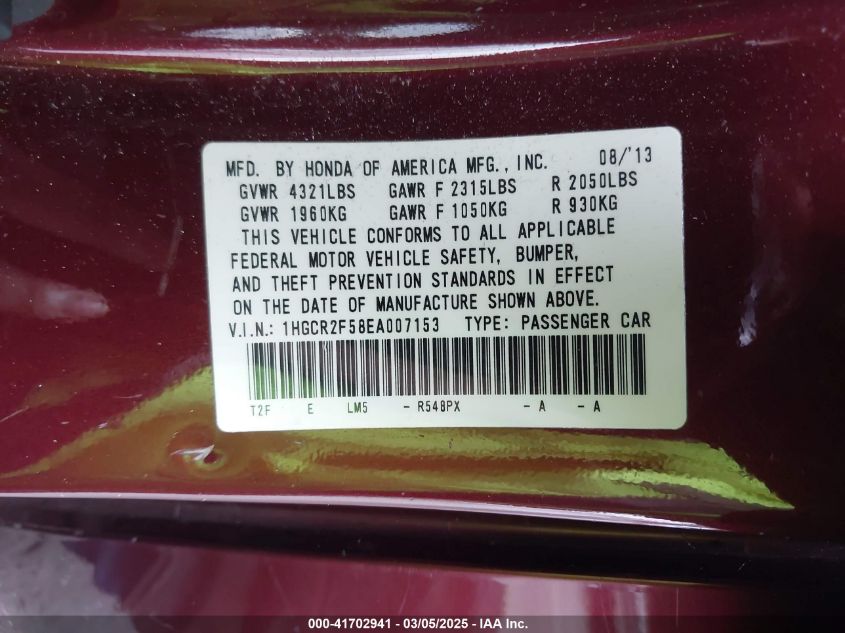 MFD. BY HONDA OF AMERICA MFG., INC. 08/'13
GVWR 4321LBS GAWR F 2315LBS R 2050LBS
GVWR 1960KG GAWR F 1050KG R 930KG
THIS VEHICLE CONFORMS TO ALL APPLICABLE
FEDERAL MOTOR VEHICLE SAFETY, BUMPER,
AND THEFT PREVENTION STANDARDS IN EFFECT
ON THE DATE OF MANUFACTURE SHOWN ABOVE.
V.I.N.: 1HGCR2F58EA007153 TYPE: PASSENGER CAR
T2F E LM5 - R548PX - A - A
000-41702941 - 03/05/2025 - IAA Inc.